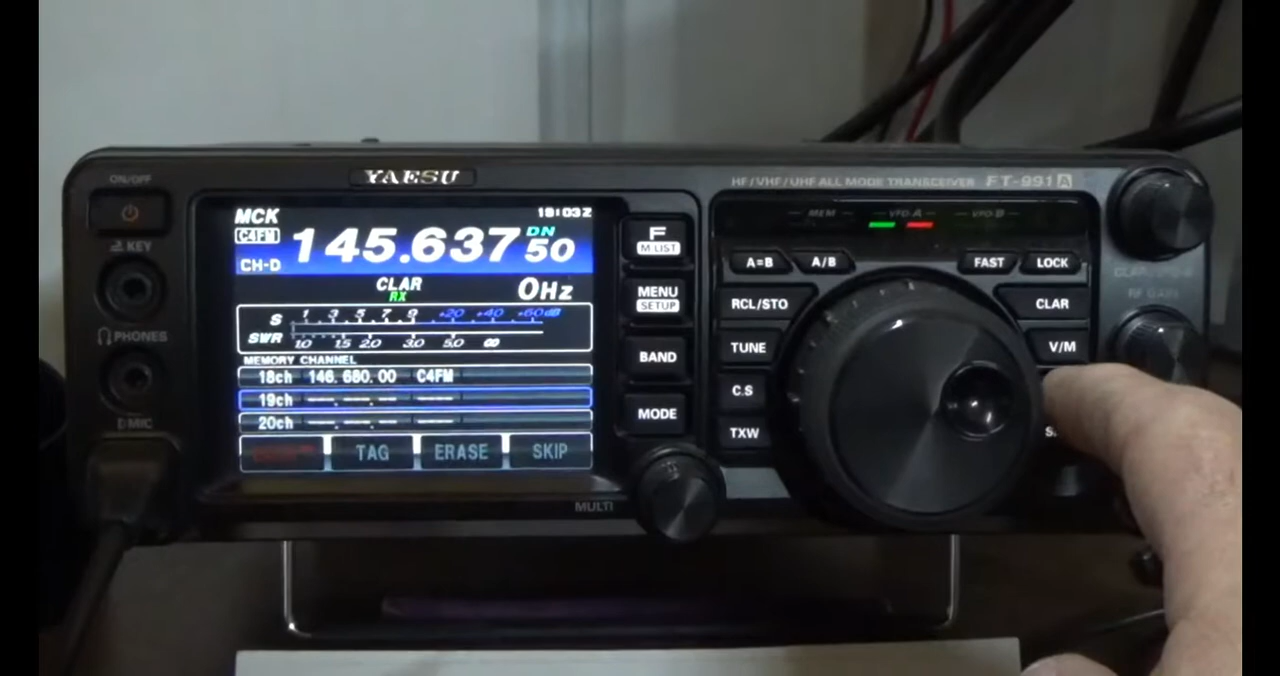 ON/OFF
YAESU
HF/VHF/UHF ALL MODE TRANSCEIVER FT-991A
MEM VFO-A VFO-B
MCK 19:03Z
C4FM
145.637 50
DN
CH-D
CLAR 0Hz
RX
S 1 3 5 7 9 +20 +40 +60dB
SWR 1.0 1.5 2.0 3.0 5.0 ∞
MEMORY CHANNEL
18ch 146.680.00 C4FM
19ch ---.---.--
20ch ---.---.--
TAG ERASE SKIP
KEY
PHONES
MIC
F
M.LIST
MENU
SETUP
BAND
MODE
MULTI
A=B A/B
FAST LOCK
RCL/STO
CLAR
TUNE
V/M
C.S
TXW